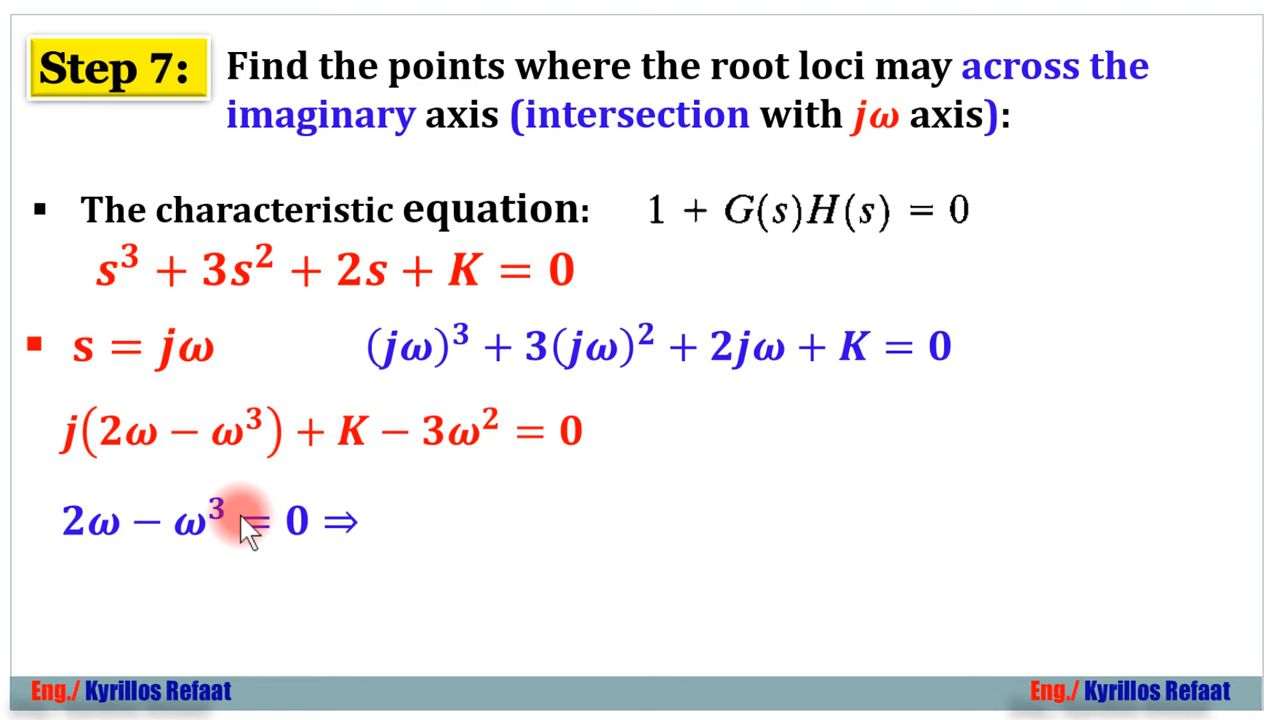 Step 7: Find the points where the root loci may across the
imaginary axis (intersection with jω axis):
▪ The characteristic equation: 1 + G(s)H(s) = 0
s³ + 3s² + 2s + K = 0
▪ s = jω (jω)³ + 3(jω)² + 2jω + K = 0
j(2ω − ω³) + K − 3ω² = 0
2ω − ω³ = 0 ⇒
Eng./ Kyrillos Refaat Eng./ Kyrillos Refaat